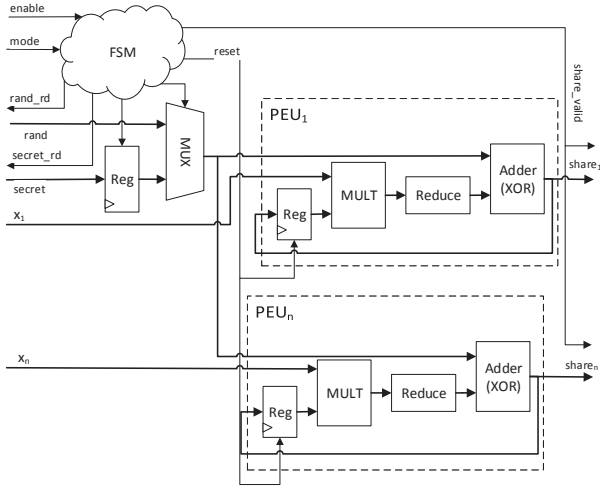 enable
FSM
mode
reset
rand_rd
rand
secret_rd
secret
Reg
MUX
x1
share_valid
PEU1
Reg
MULT
Reduce
Adder
(XOR)
share1
PEUn
xn
Reg
MULT
Reduce
Adder
(XOR)
sharen